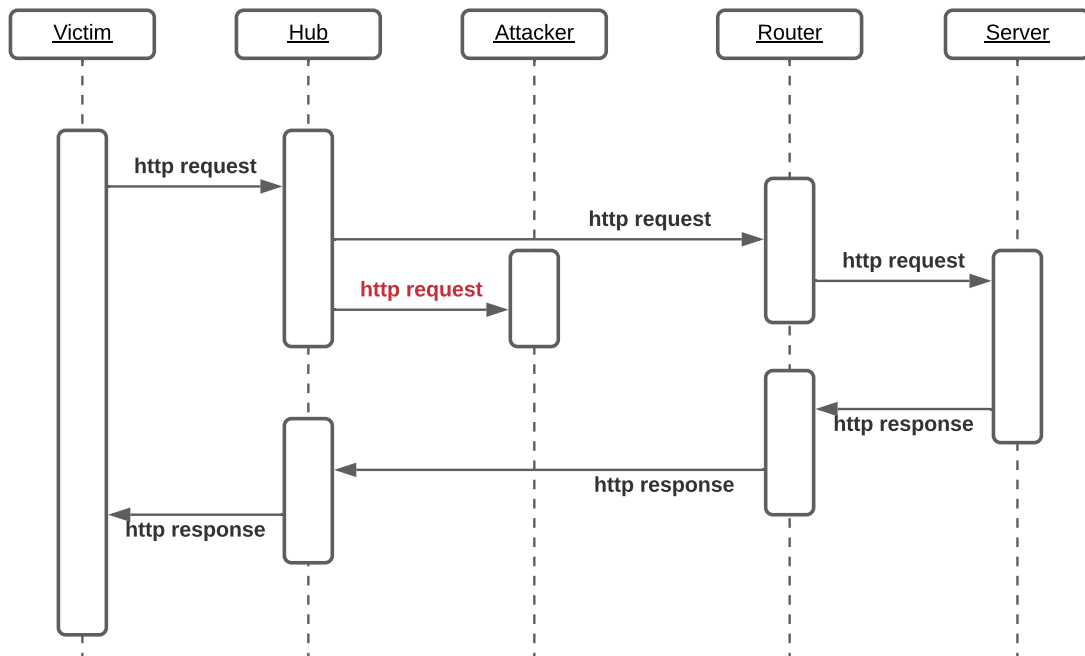 Victim
Hub
Attacker
Router
Server
http request
http request
http request
http request
http response
http response
http response